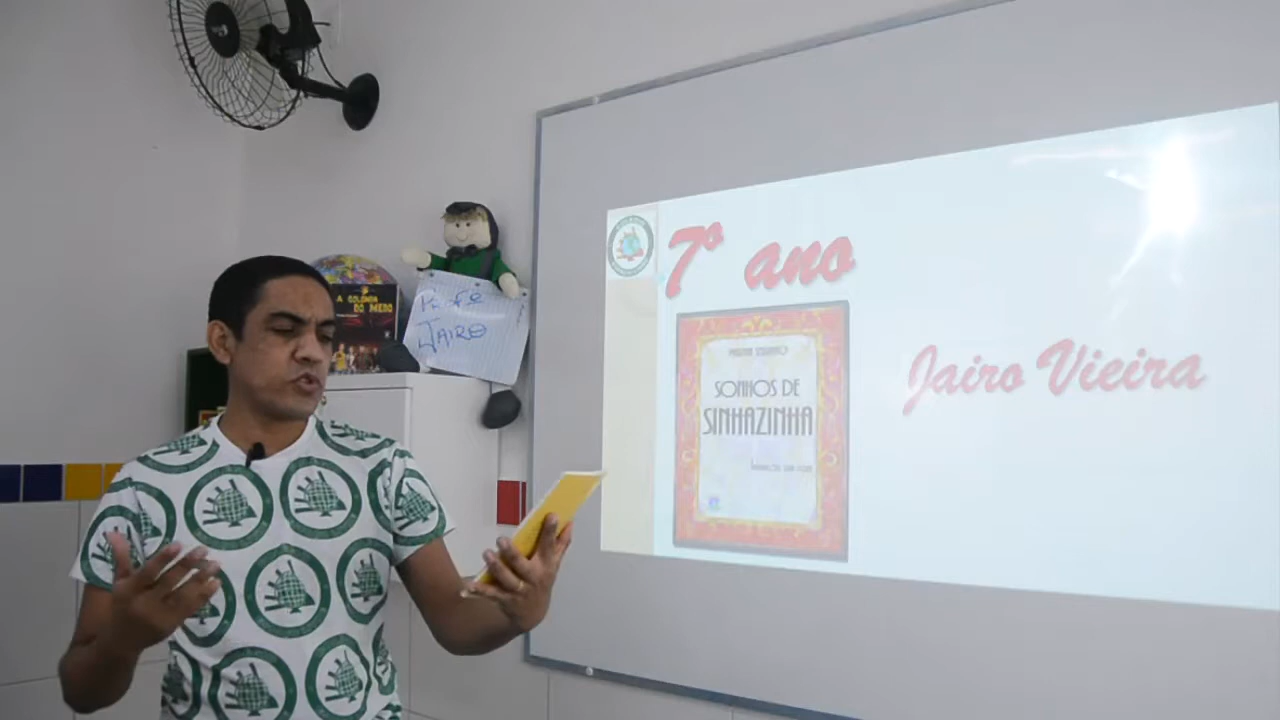 A COLÔNIA
DO MEDO
Profº
JAIRO
7º ano
SONHOS DE
SINHAZINHA
Jairo Vieira